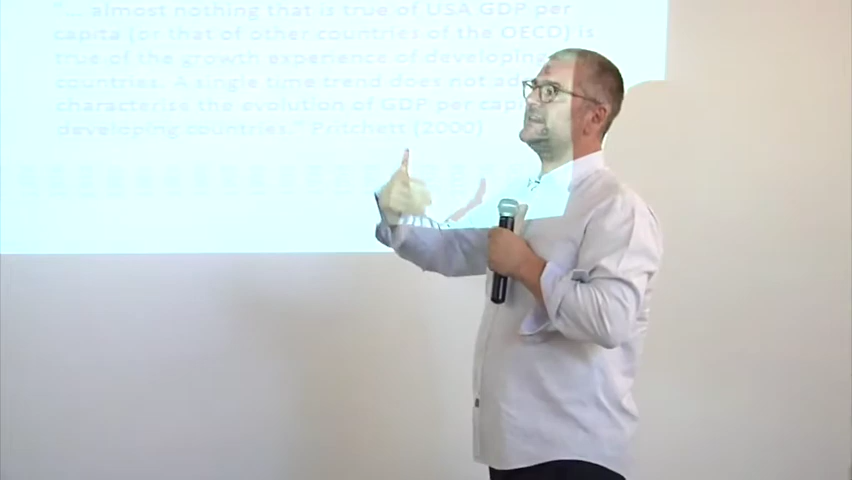 "... almost nothing that is true of USA GDP per
capita (or that of other countries of the OECD) is
true of the growth experience of developing
countries. A single time trend does not
characterise the evolution of GDP per
developing countries." Pritchett (2000)